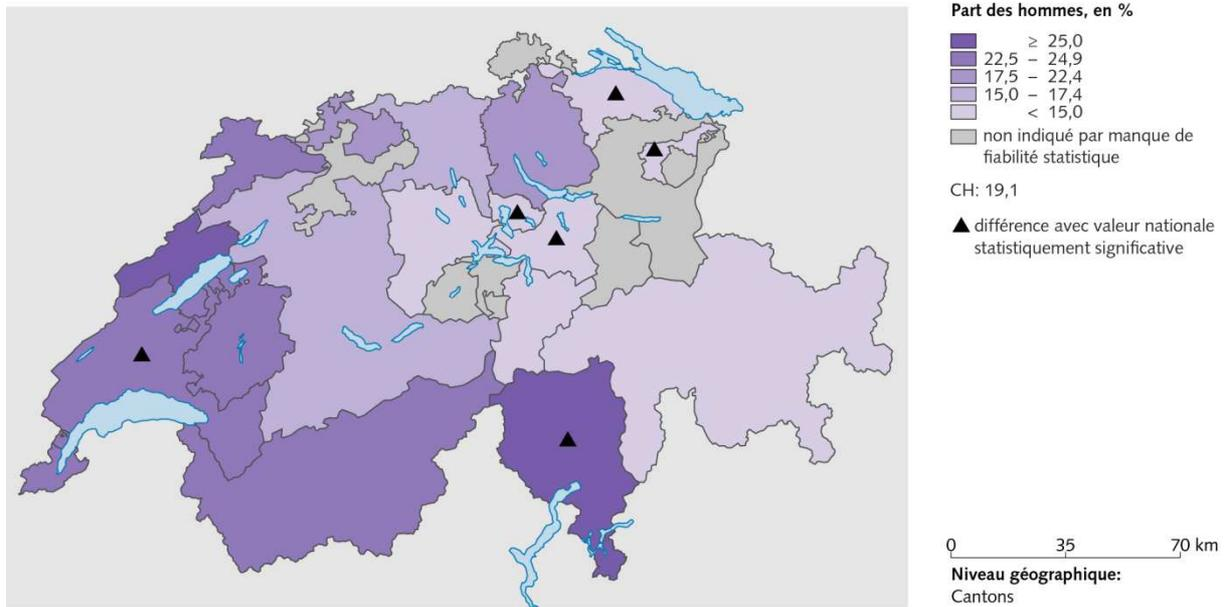 Part des hommes, en %
≥ 25,0
22,5 – 24,9
17,5 – 22,4
15,0 – 17,4
< 15,0
non indiqué par manque de
fiabilité statistique
CH: 19,1
différence avec valeur nationale
statistiquement significative
0 35 70 km
Niveau géographique:
Cantons